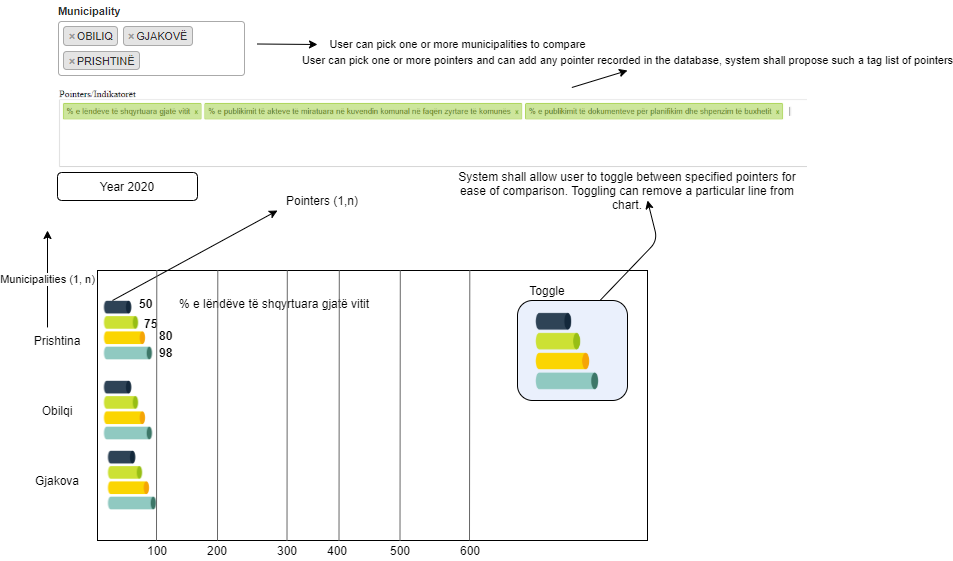 Municipality
× OBILIQ × GJAKOVË
× PRISHTINË
User can pick one or more municipalities to compare
User can pick one or more pointers and can add any pointer recorded in the database, system shall propose such a tag list of pointers
Pointers/Indikatorët
% e lëndëve të shqyrtuara gjatë vitit x % e publikimit të akteve të miratuara në kuvendin komunal në faqën zyrtare të komunës x % e publikimit të dokumenteve për planifikim dhe shpenzim të buxhetit x
Year 2020
System shall allow user to toggle between specified pointers for
ease of comparison. Toggling can remove a particular line from
chart.
Pointers (1,n)
Municipalities (1, n)
Toggle
50 % e lëndëve të shqyrtuara gjatë vitit
75
80
Prishtina
98
Obilqi
Gjakova
100 200 300 400 500 600